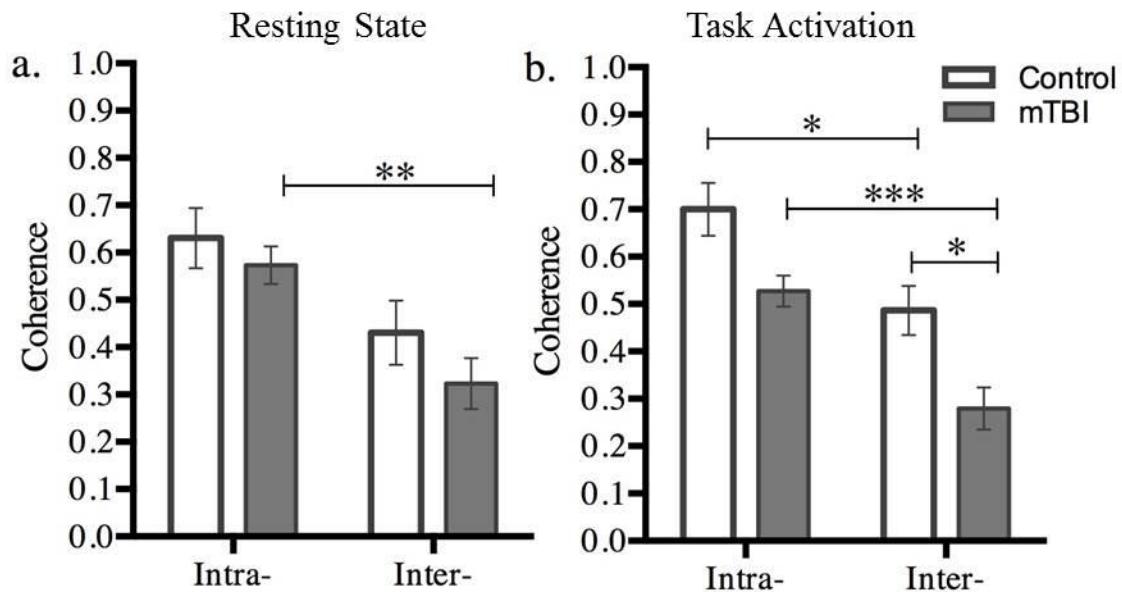 Resting State
Task Activation
a.
1.0
0.9
0.8
0.7
0.6
0.5
0.4
0.3
0.2
0.1
0.0
Coherence
**
Intra-
Inter-
b.
1.0
0.9
0.8
0.7
0.6
0.5
0.4
0.3
0.2
0.1
0.0
Coherence
*
***
*
Control
mTBI
Intra-
Inter-